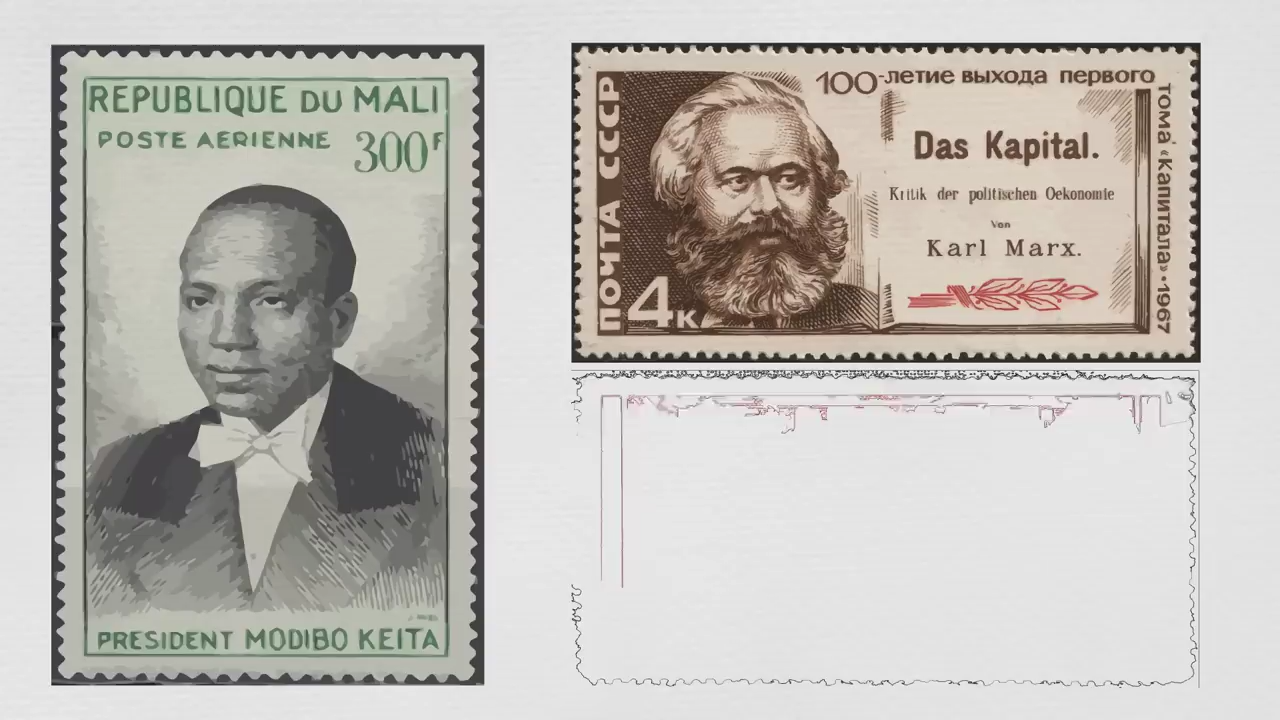 REPUBLIQUE DU MALI
POSTE AERIENNE 300F
PRESIDENT MODIBO KEITA
ПОЧТА СССР
4к
100-летие выхода первого
тома «Капитала»·1967
Das Kapital.
Kritik der politischen Oekonomie
Von
Karl Marx.